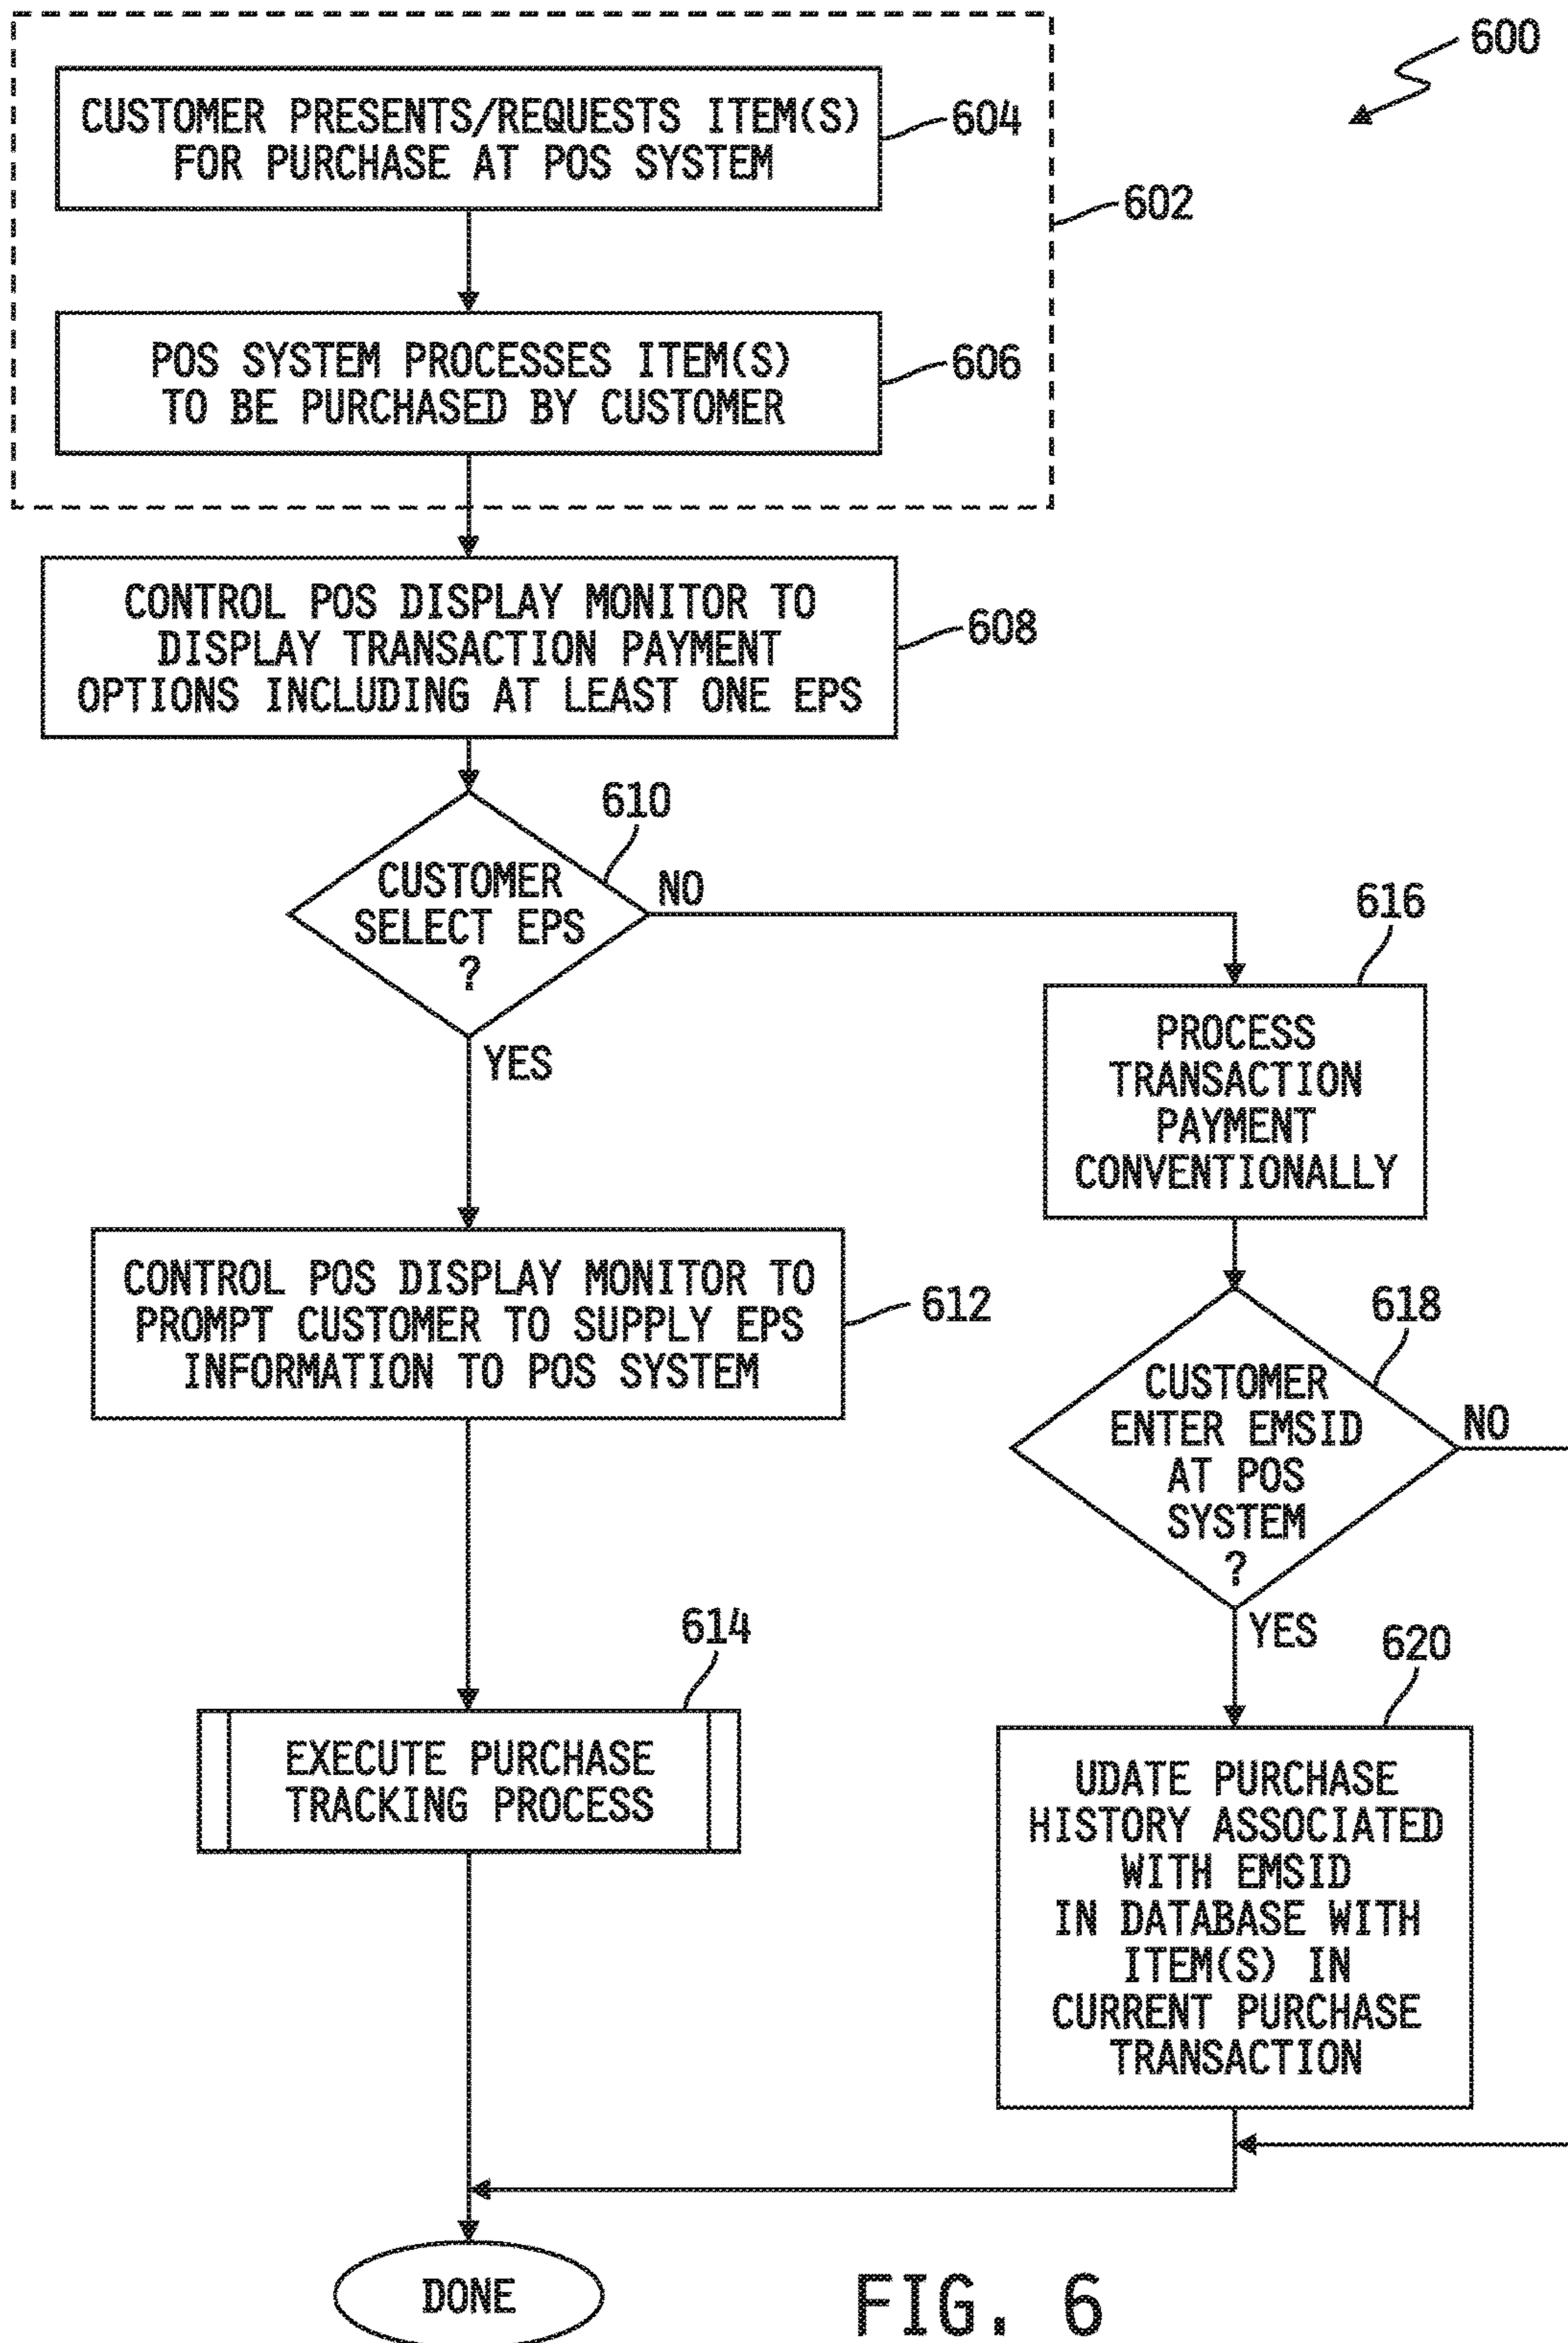 600
CUSTOMER PRESENTS/REQUESTS ITEM(S)
FOR PURCHASE AT POS SYSTEM
604
602
POS SYSTEM PROCESSES ITEM(S)
TO BE PURCHASED BY CUSTOMER
606
CONTROL POS DISPLAY MONITOR TO
DISPLAY TRANSACTION PAYMENT
OPTIONS INCLUDING AT LEAST ONE EPS
608
610
CUSTOMER
SELECT EPS
?
NO
YES
616
PROCESS
TRANSACTION
PAYMENT
CONVENTIONALLY
CONTROL POS DISPLAY MONITOR TO
PROMPT CUSTOMER TO SUPPLY EPS
INFORMATION TO POS SYSTEM
612
618
CUSTOMER
ENTER EMSID
AT POS
SYSTEM
?
NO
YES
614
EXECUTE PURCHASE
TRACKING PROCESS
620
UDATE PURCHASE
HISTORY ASSOCIATED
WITH EMSID
IN DATABASE WITH
ITEM(S) IN
CURRENT PURCHASE
TRANSACTION
DONE
FIG. 6